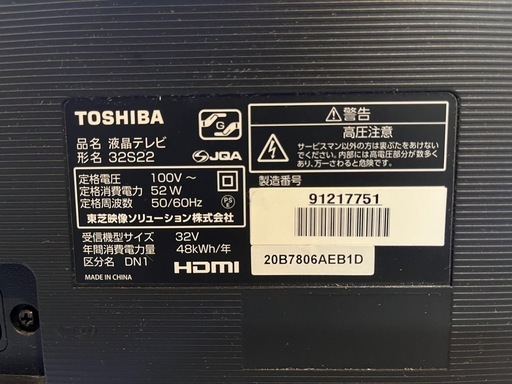 TOSHIBA
品名 液晶テレビ
形名 32S22
G
JQA
定格電圧 100V～
定格消費電力 52W
定格周波数 50/60Hz
PS
E
東芝映像ソリューション株式会社
受信機型サイズ 32V
年間消費電力量 48kWh/年
区分名 DN1
MADE IN CHINA
HDMI
警告
高圧注意
サービスマン以外の方は裏ぶたをあけないでください。内部には高電圧部分が数多くあり、万一さわると危険です。
製造番号
91217751
20B7806AEB1D